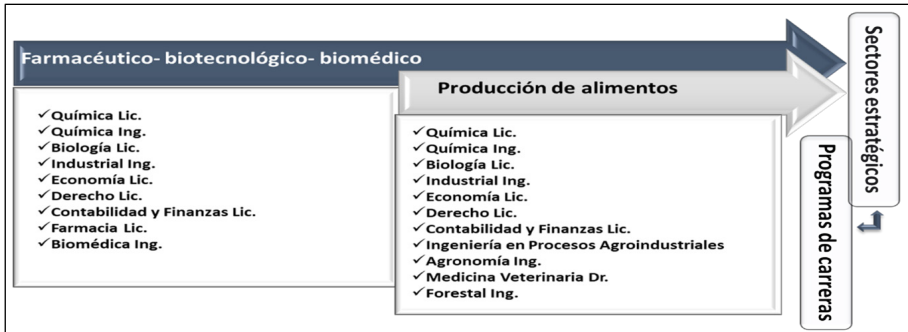 Farmacéutico- biotecnológico- biomédico
✓Química Lic.
✓Química Ing.
✓Biología Lic.
✓Industrial Ing.
✓Economía Lic.
✓Derecho Lic.
✓Contabilidad y Finanzas Lic.
✓Farmacia Lic.
✓Biomédica Ing.
Producción de alimentos
✓Química Lic.
✓Química Ing.
✓Biología Lic.
✓Industrial Ing.
✓Economía Lic.
✓Derecho Lic.
✓Contabilidad y Finanzas Lic.
✓Ingeniería en Procesos Agroindustriales
✓Agronomía Ing.
✓Medicina Veterinaria Dr.
✓Forestal Ing.
Sectores estratégicos
Programas de carreras